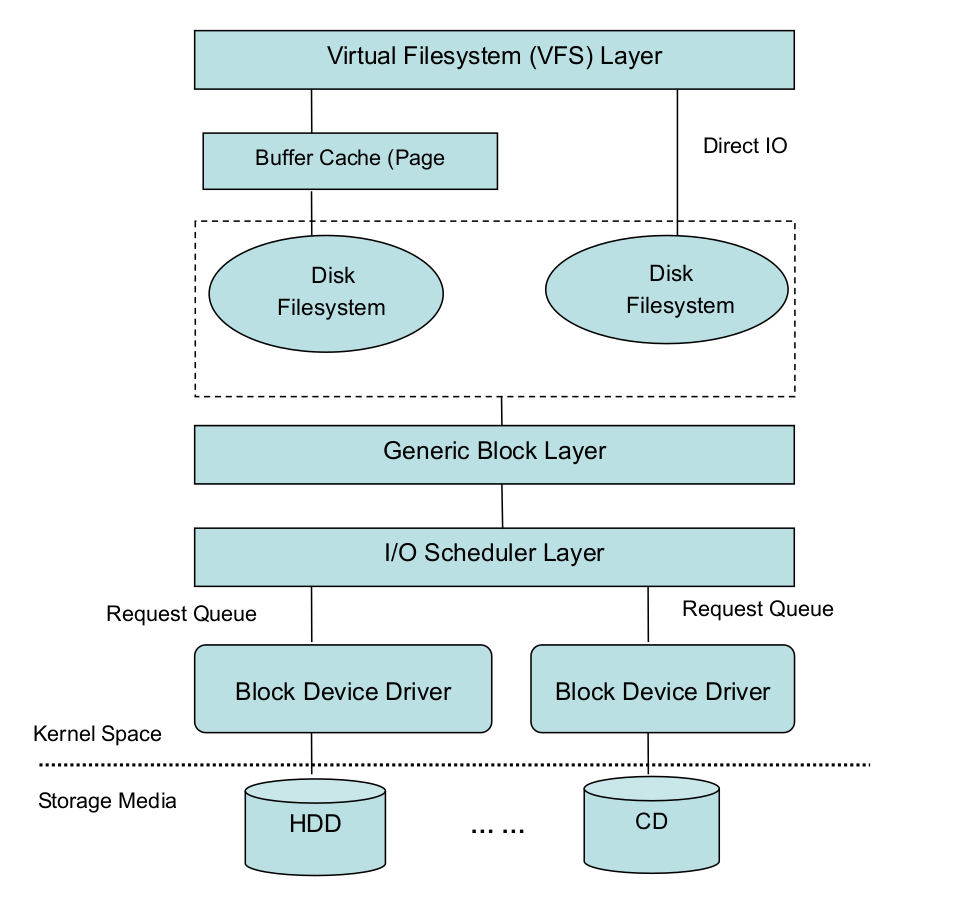 Virtual Filesystem (VFS) Layer
Direct IO
Buffer Cache (Page
Disk
Filesystem
Disk
Filesystem
Generic Block Layer
I/O Scheduler Layer
Request Queue
Request Queue
Block Device Driver
Block Device Driver
Kernel Space
Storage Media
HDD
... ...
CD